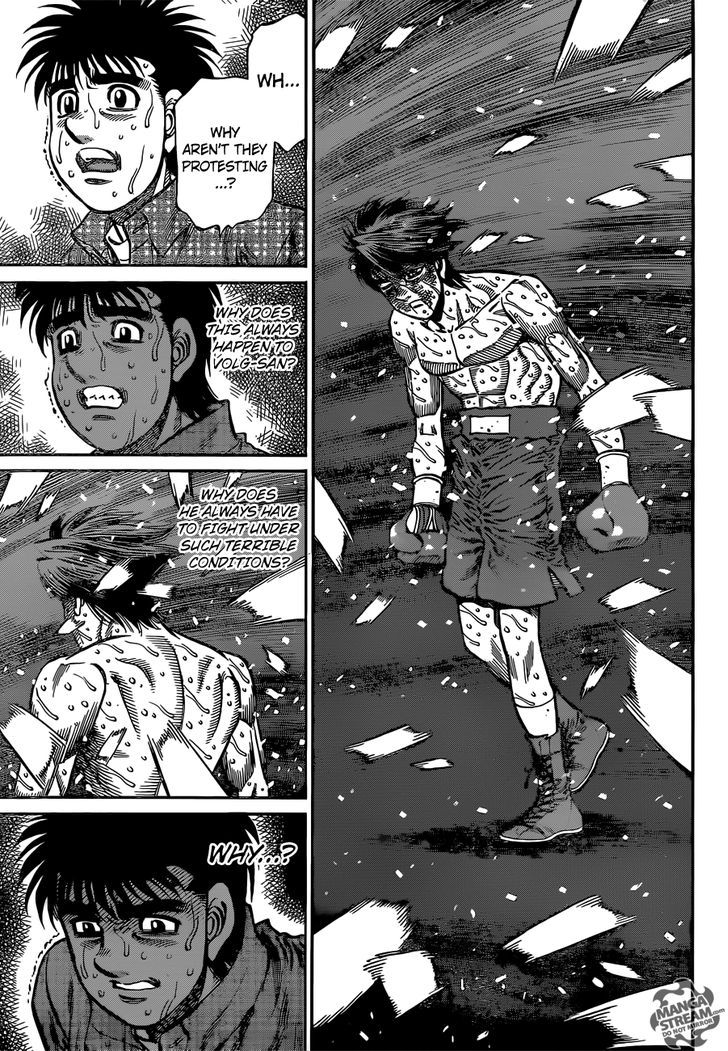 WH...
WHY
AREN'T THEY
PROTESTING
...?
WHY DOES
THIS ALWAYS
HAPPEN TO
VOLG-SAN?
WHY DOES
HE ALWAYS HAVE
TO FIGHT UNDER
SUCH TERRIBLE
CONDITIONS?
WHY...?
MANGA
STREAM.COM
DO NOT MIRROR